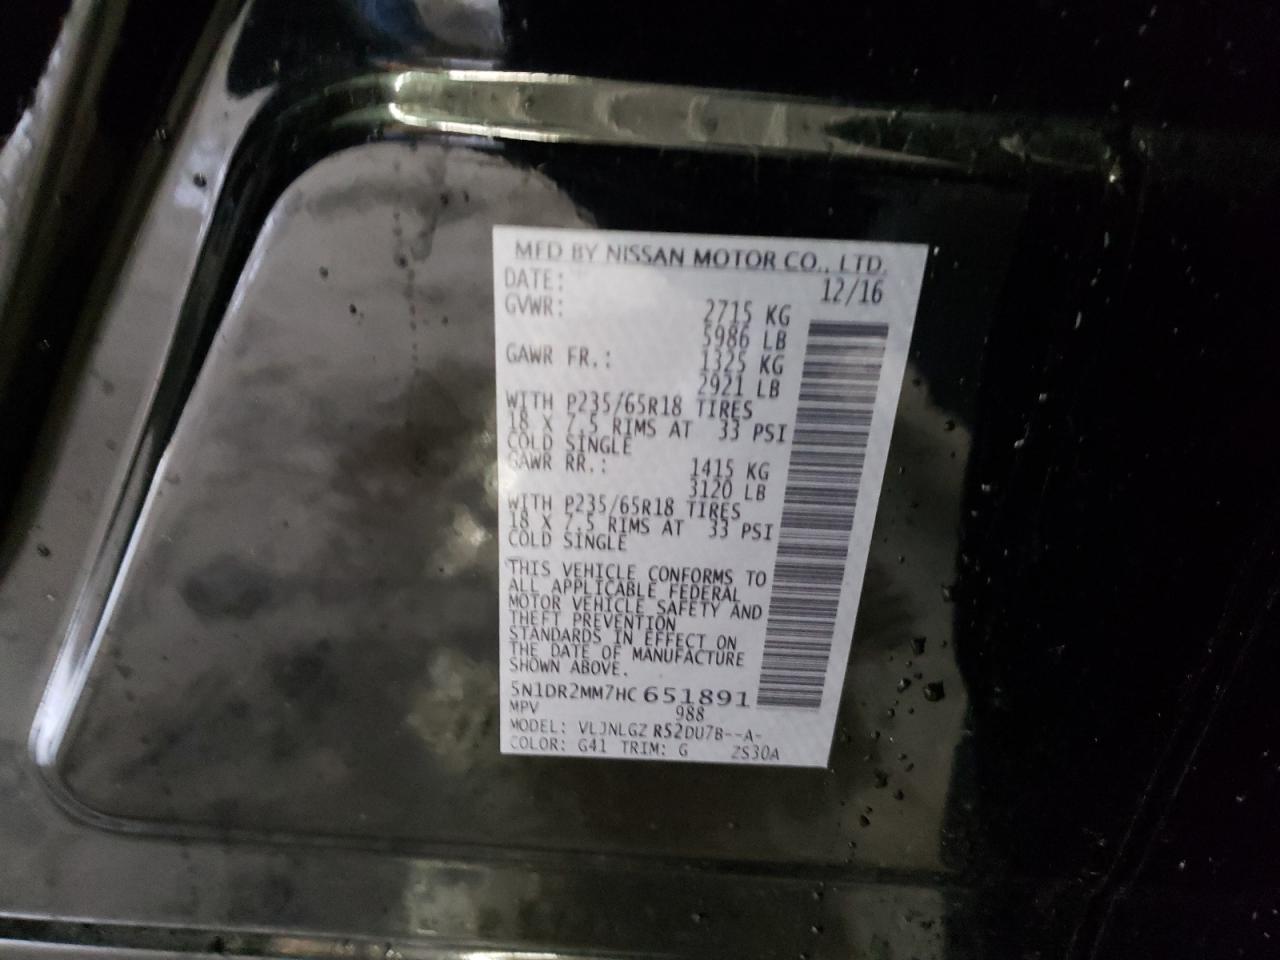 MFD BY NISSAN MOTOR CO., LTD.
DATE: 12/16
GVWR: 2715 KG
5986 LB
GAWR FR.: 1325 KG
2921 LB
WITH P235/65R18 TIRES
18 X 7.5 RIMS AT 33 PSI
COLD SINGLE
GAWR RR.: 1415 KG
3120 LB
WITH P235/65R18 TIRES
18 X 7.5 RIMS AT 33 PSI
COLD SINGLE
THIS VEHICLE CONFORMS TO
ALL APPLICABLE FEDERAL
MOTOR VEHICLE SAFETY AND
THEFT PREVENTION
STANDARDS IN EFFECT ON
THE DATE OF MANUFACTURE
SHOWN ABOVE.
5N1DR2MM7HC 651891
MPV 988
MODEL: VLJNLGZ R52DU7B--A-
COLOR: G41 TRIM: G 2S30A